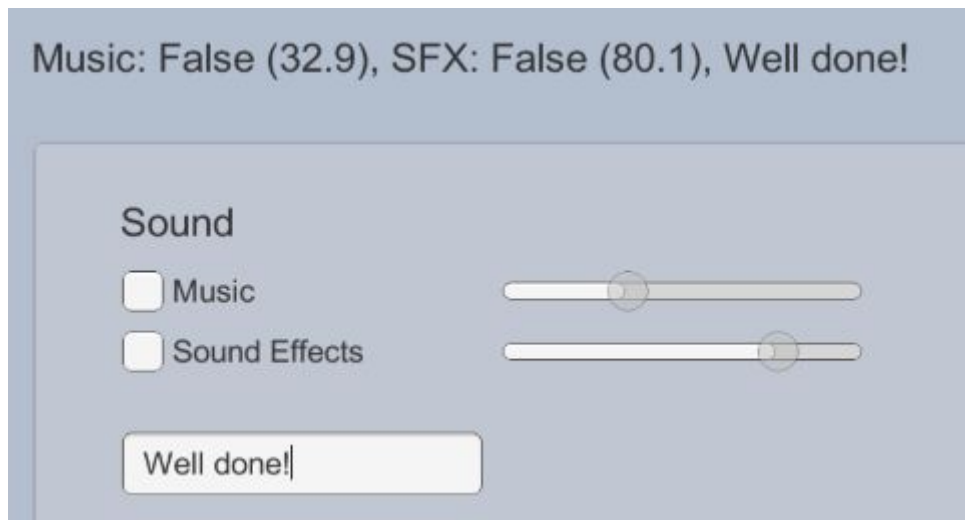 Music: False (32.9), SFX: False (80.1), Well done!
Sound
Music
Sound Effects
Well done!